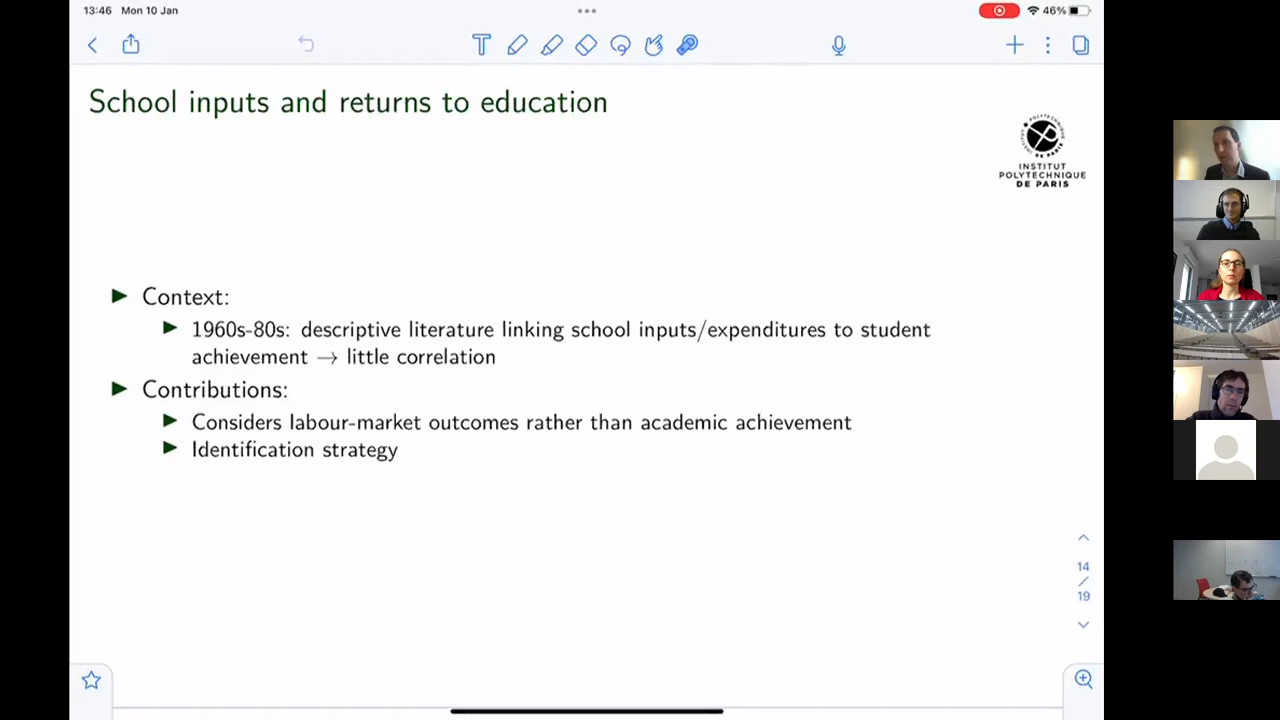 13:46 Mon 10 Jan
46%
School inputs and returns to education
INSTITUT
POLYTECHNIQUE
DE PARIS
Context:
1960s-80s: descriptive literature linking school inputs/expenditures to student
achievement → little correlation
Contributions:
Considers labour-market outcomes rather than academic achievement
Identification strategy
14
/
19